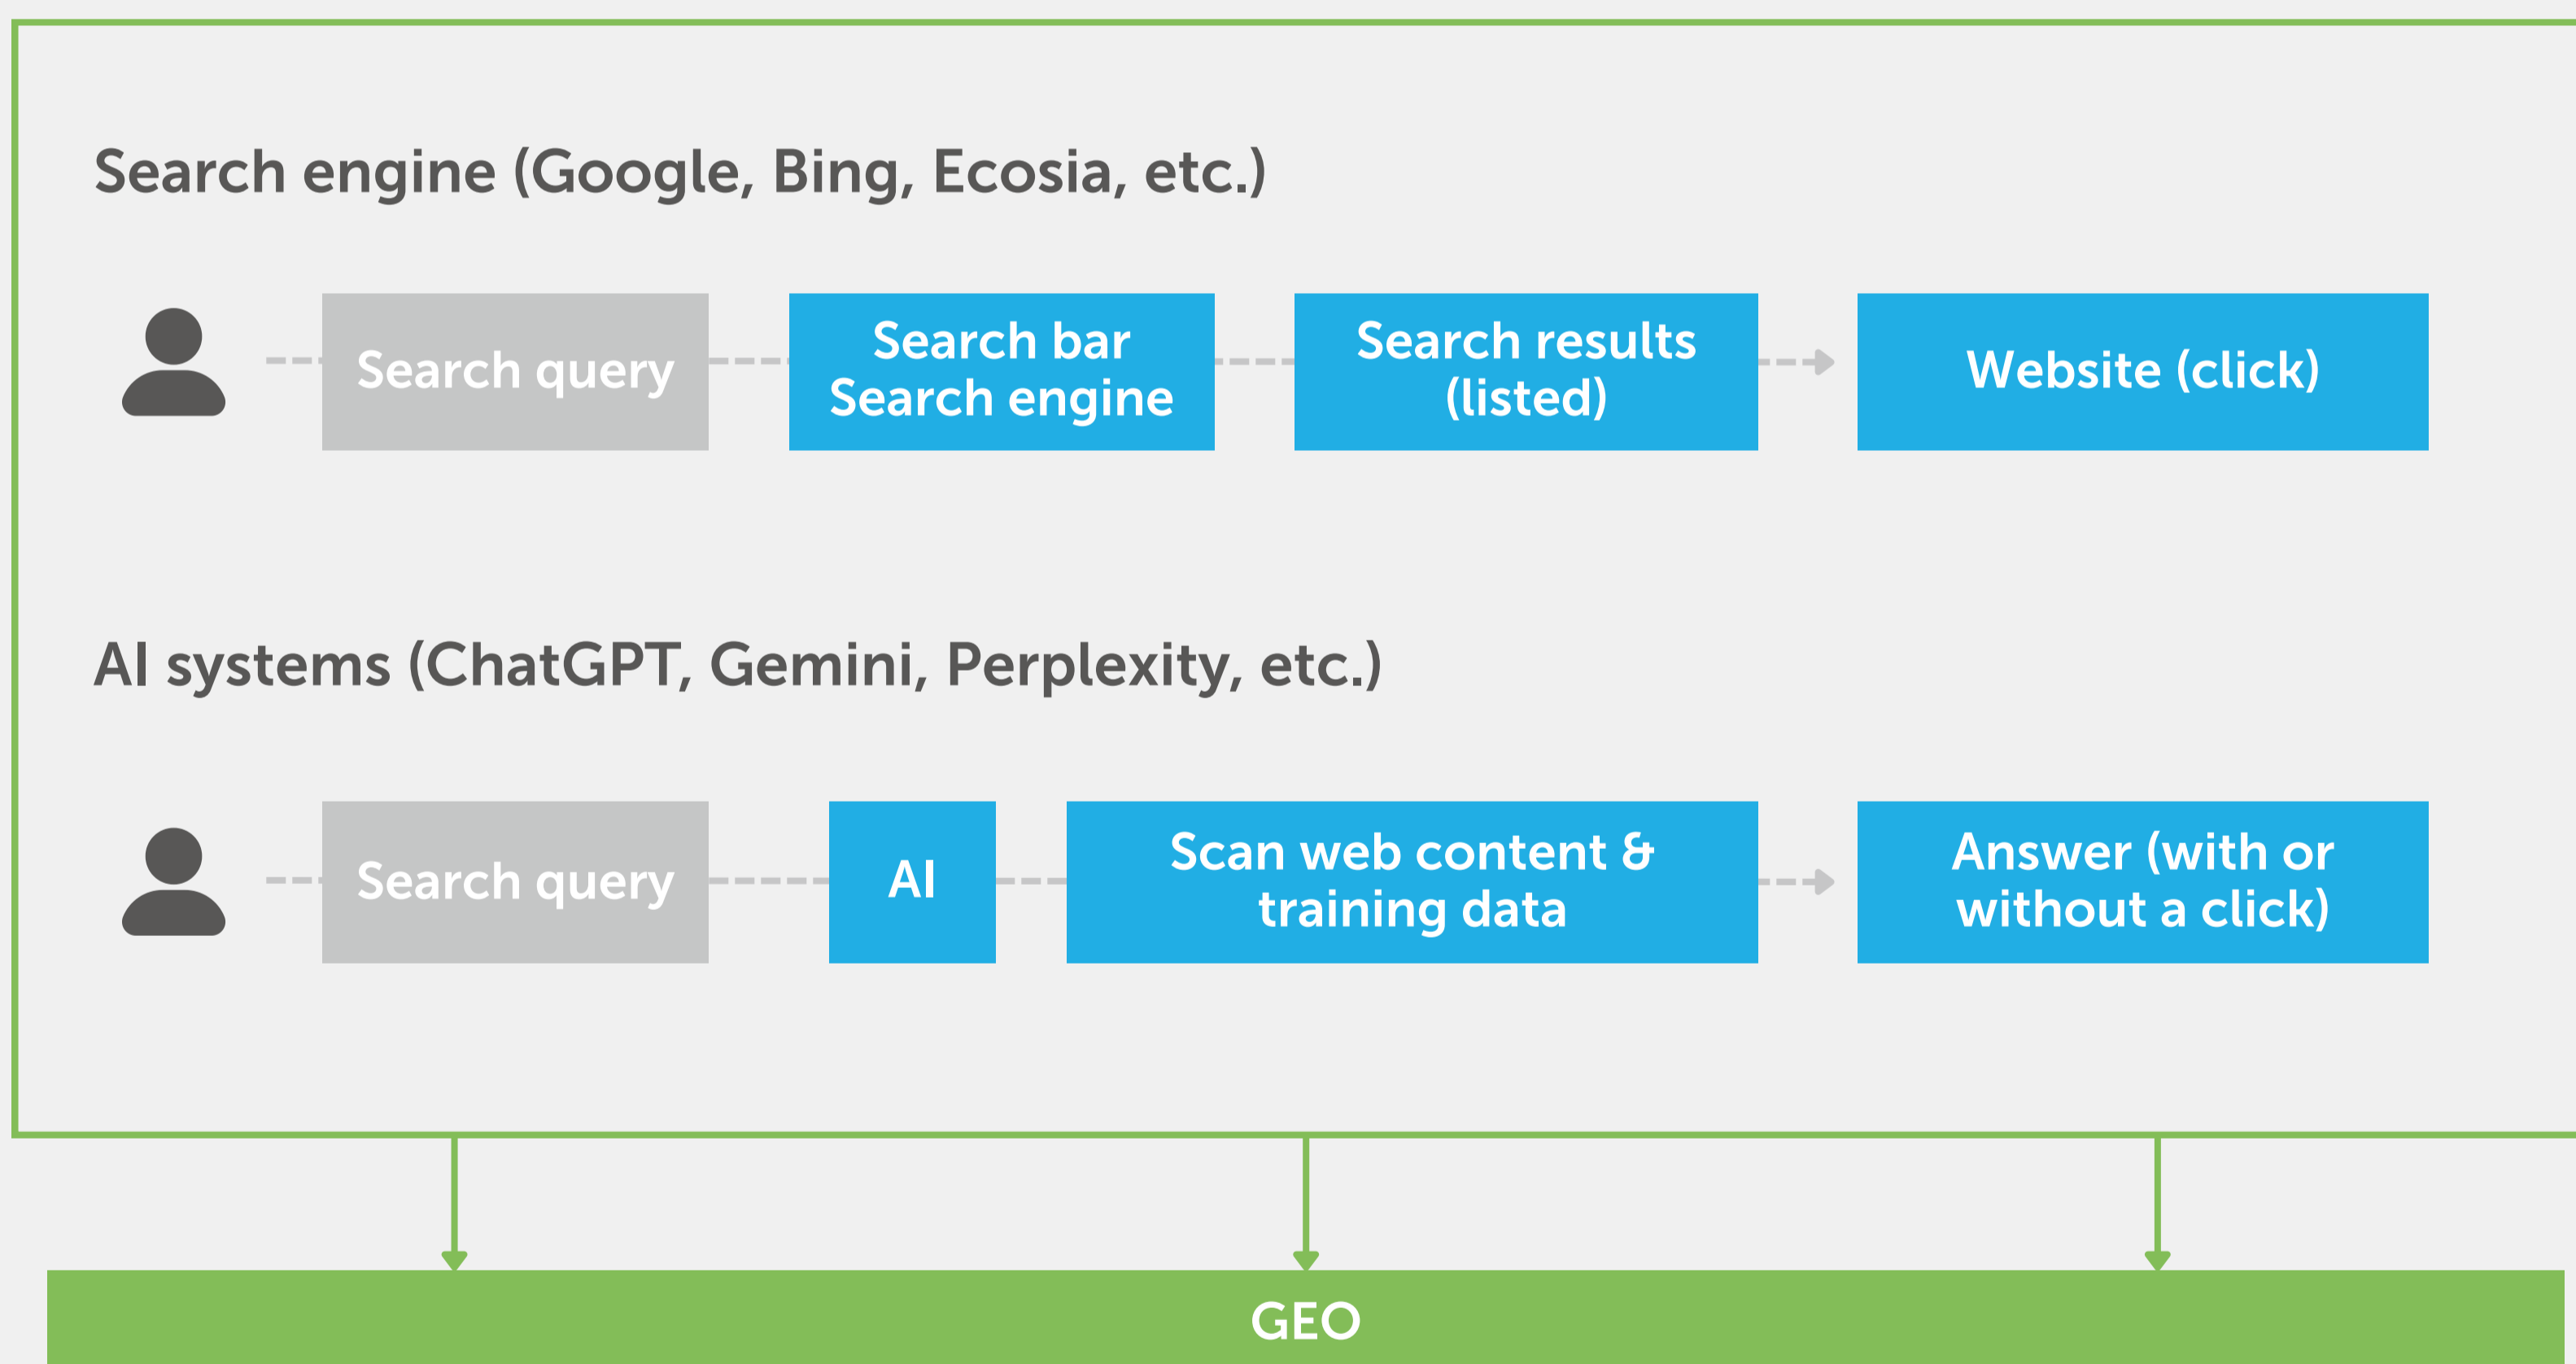 Search engine (Google, Bing, Ecosia, etc.)
Search query
Search bar
Search engine
Search results
(listed)
Website (click)
AI systems (ChatGPT, Gemini, Perplexity, etc.)
Search query
AI
Scan web content &
training data
Answer (with or
without a click)
GEO